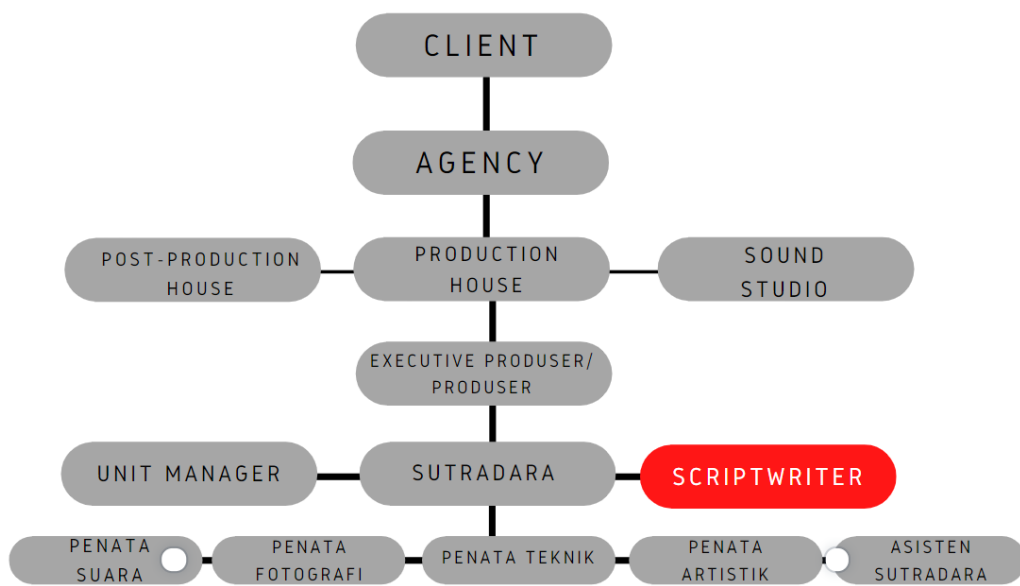 CLIENT
AGENCY
POST-PRODUCTION
HOUSE
PRODUCTION
HOUSE
SOUND
STUDIO
EXECUTIVE PRODUSER/
PRODUSER
UNIT MANAGER
SUTRADARA
SCRIPTWRITER
PENATA
SUARA
PENATA
FOTOGRAFI
PENATA TEKNIK
PENATA
ARTISTIK
ASISTEN
SUTRADARA